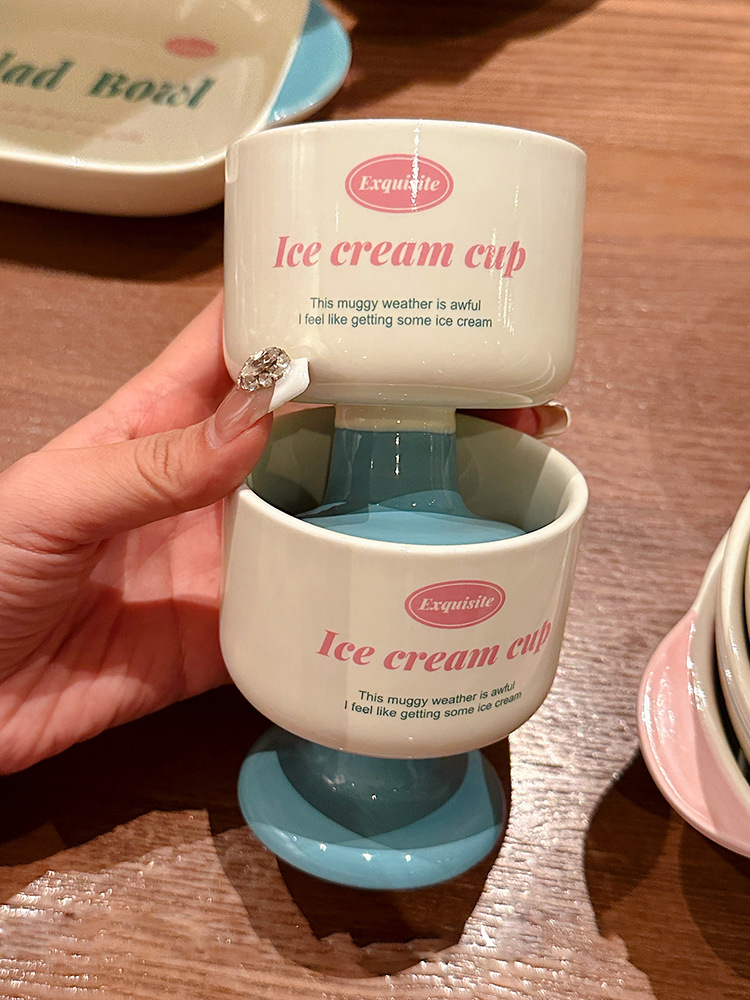 Bowl
Exquisite
Ice cream cup
This muggy weather is awful
I feel like getting some ice cream
Exquisite
Ice cream cup
This muggy weather is awful
I feel like getting some ice cream